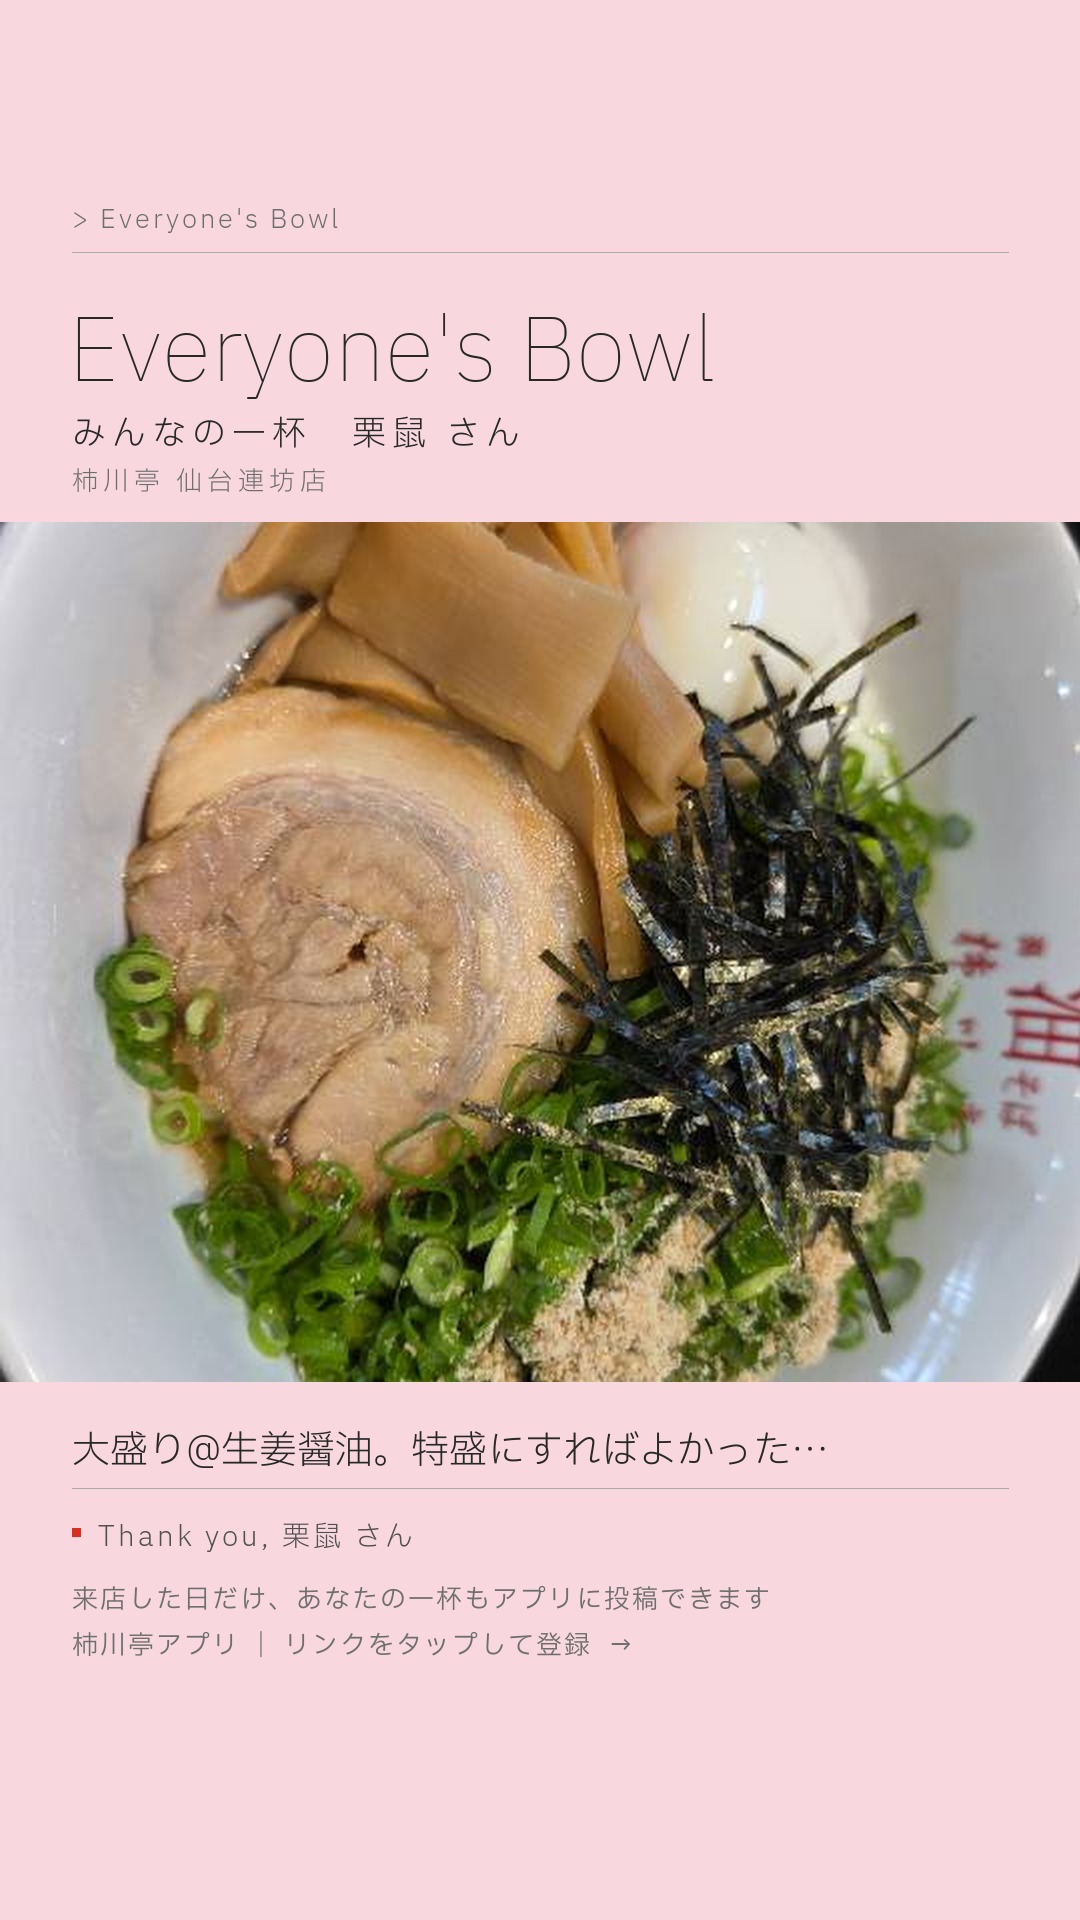 > Everyone's Bowl
Everyone's Bowl
みんなの一杯　栗鼠 さん
柿川亭 仙台連坊店
油そば
大盛り@生姜醤油。特盛にすればよかった…
Thank you, 栗鼠 さん
来店した日だけ、あなたの一杯もアプリに投稿できます
柿川亭アプリ ｜ リンクをタップして登録 →